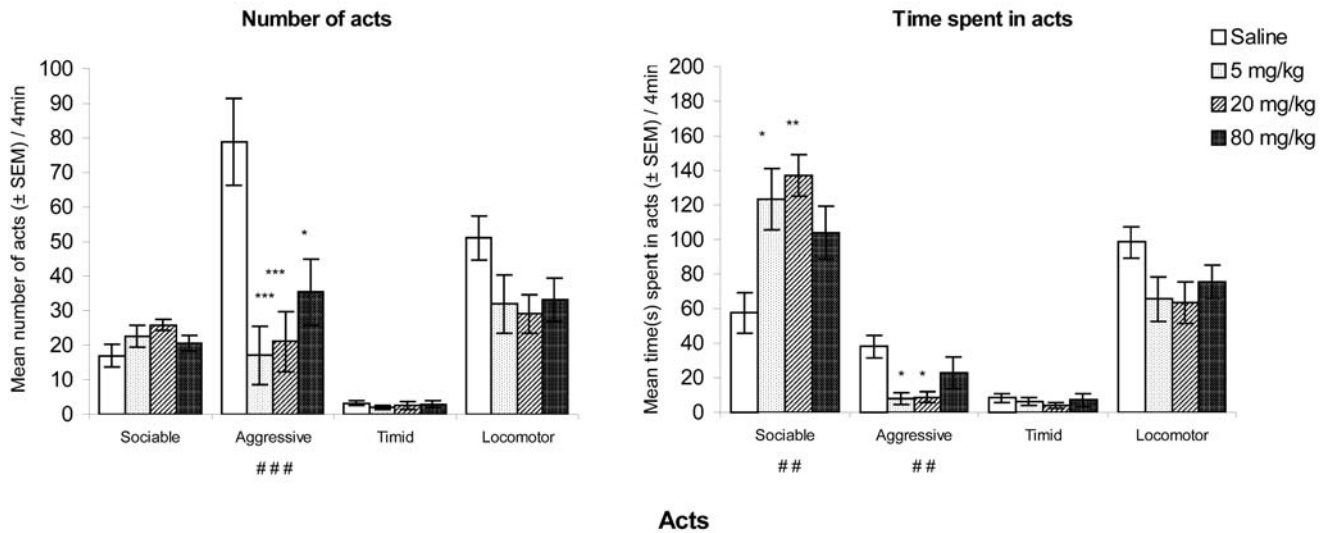 Number of acts
Mean number of acts (± SEM) / 4min
100
90
80
70
60
50
40
30
20
10
0
***
***
*
Sociable Aggressive Timid Locomotor
# # #
Time spent in acts
Mean time(s) spent in acts (± SEM) / 4min
200
180
160
140
120
100
80
60
40
20
0
* **
* *
Sociable Aggressive Timid Locomotor
# # # #
Saline
5 mg/kg
20 mg/kg
80 mg/kg
Acts